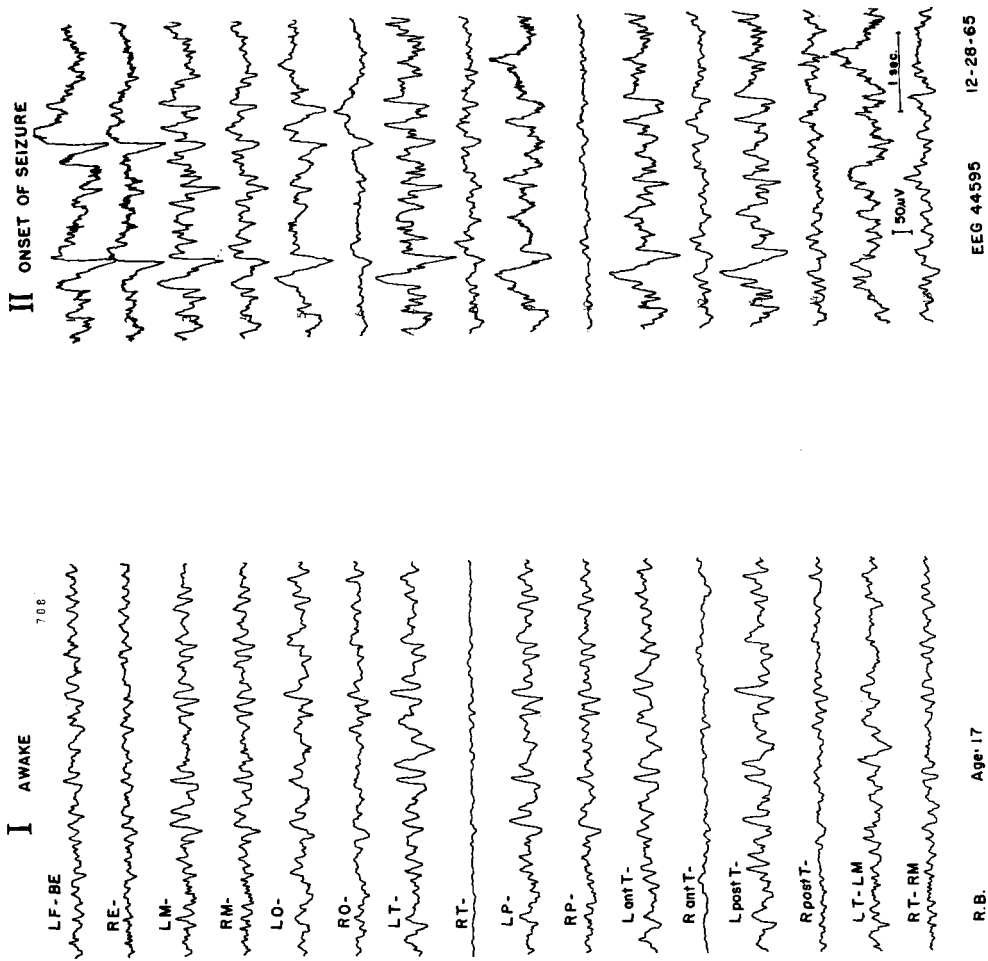 I AWAKE
708
II ONSET OF SEIZURE
LF-BE
RE-
LM-
RM-
LO-
RO-
LT-
RT-
LP-
RP-
L ant T-
R ant T-
L post T-
R post T-
LT-LM
RT-RM
50µV
1 sec.
R.B. Age: 17 EEG 44595 12-28-65